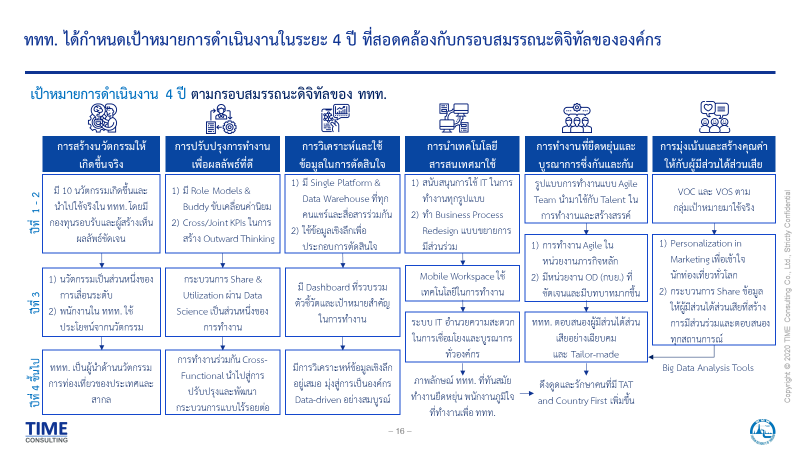 ททท. ได้กำหนดเป้าหมายการดำเนินงานในระยะ 4 ปี ที่สอดคล้องกับกรอบสมรรถนะดิจิทัลขององค์กร
เป้าหมายการดำเนินงาน 4 ปี ตามกรอบสมรรถนะดิจิทัลของ ททท.
การสร้างนวัตกรรมให้
เกิดขึ้นจริง
การปรับปรุงการทำงาน
เพื่อผลลัพธ์ที่ดี
การวิเคราะห์และใช้
ข้อมูลในการตัดสินใจ
การนำเทคโนโลยี
สารสนเทศมาใช้
การทำงานที่ยืดหยุ่นและ
บูรณาการซึ่งกันและกัน
การมุ่งเน้นและสร้างคุณค่า
ให้กับผู้มีส่วนได้ส่วนเสีย
ปีที่ 1 - 2
มี 10 นวัตกรรมเกิดขึ้นและ
นำไปใช้จริงใน ททท. โดยมี
กองทุนรอบรับและผู้สร้างเห็น
ผลลัพธ์ชัดเจน
1) มี Role Models &
Buddy ขับเคลื่อนค่านิยม
2) Cross/Joint KPIs ในการ
สร้าง Outward Thinking
1) มี Single Platform &
Data Warehouse ที่ทุก
คนแชร์และสื่อสารร่วมกัน
2) ใช้ข้อมูลเชิงลึกเพื่อ
ประกอบการตัดสินใจ
1) สนับสนุนการใช้ IT ในการ
ทำงานทุกรูปแบบ
2) ทำ Business Process
Redesign แบบขยายการ
มีส่วนร่วม
รูปแบบการทำงานแบบ Agile
Team นำมาใช้กับ Talent ใน
การทำงานและสร้างสรรค์
VOC และ VOS ตาม
กลุ่มเป้าหมายมาใช้จริง
ปีที่ 3
1) นวัตกรรมเป็นส่วนหนึ่งของ
การเลื่อนระดับ
2) พนักงานใน ททท. ใช้
ประโยชน์จากนวัตกรรม
กระบวนการ Share &
Utilization ผ่าน Data
Science เป็นส่วนหนึ่งของ
การทำงาน
มี Dashboard ที่รวบรวม
ตัวชี้วัดและเป้าหมายสำคัญ
ในการทำงาน
Mobile Workspace ใช้
เทคโนโลยีในการทำงาน
1) การทำงาน Agile ใน
หน่วยงานภารกิจหลัก
2) มีหน่วยงาน OD (กบย.) ที่
ชัดเจนและมีบทบาทมากขึ้น
1) Personalization in
Marketing เพื่อเข้าใจ
นักท่องเที่ยวทั่วโลก
2) กระบวนการ Share ข้อมูล
ให้ผู้มีส่วนได้ส่วนเสียที่สร้าง
การมีส่วนร่วมและตอบสนอง
ทุกสถานการณ์
ปีที่ 4 ขึ้นไป
ททท. เป็นผู้นำด้านนวัตกรรม
การท่องเที่ยวของประเทศและ
สากล
การทำงานร่วมกัน Cross-
Functional นำไปสู่การ
ปรับปรุงและพัฒนา
กระบวนการแบบไร้รอยต่อ
มีการวิเคราะห์ข้อมูลเชิงลึก
อยู่เสมอ มุ่งสู่การเป็นองค์กร
Data-driven อย่างสมบูรณ์
ระบบ IT อำนวยความสะดวก
ในการเชื่อมโยงและบูรณาการ
ทั่วองค์กร
ททท. ตอบสนองผู้มีส่วนได้ส่วน
เสียอย่างเฉียบคม
และ Tailor-made
Big Data Analysis Tools
ภาพลักษณ์ ททท. ที่ทันสมัย
ทำงานยืดหยุ่น พนักงานภูมิใจ
ที่ทำงานเพื่อ ททท.
ดึงดูดและรักษาคนที่มี TAT
and Country First เพิ่มขึ้น
TIME
CONSULTING
– 16 –
Copyright © 2020 TIME Consulting Co., Ltd., Strictly Confidential